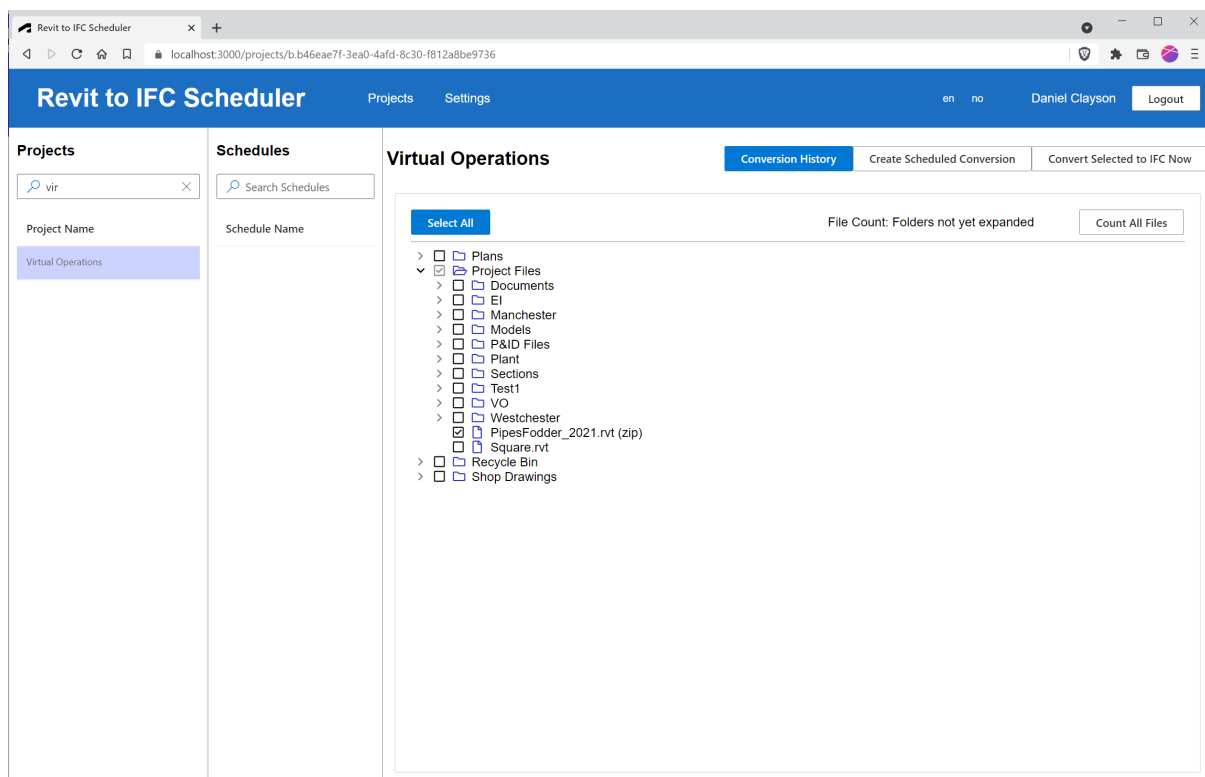 Revit to IFC Scheduler
localhost:3000/projects/b.b46eae7f-3ea0-4afd-8c30-f812a8be9736
Revit to IFC Scheduler Projects Settings en no Daniel Clayson Logout
Projects
vir
Project Name
Virtual Operations
Schedules
Search Schedules
Schedule Name
Virtual Operations
Conversion History Create Scheduled Conversion Convert Selected to IFC Now
Select All File Count: Folders not yet expanded Count All Files
Plans
Project Files
Documents
EI
Manchester
Models
P&ID Files
Plant
Sections
Test1
VO
Westchester
PipesFodder_2021.rvt (zip)
Square.rvt
Recycle Bin
Shop Drawings